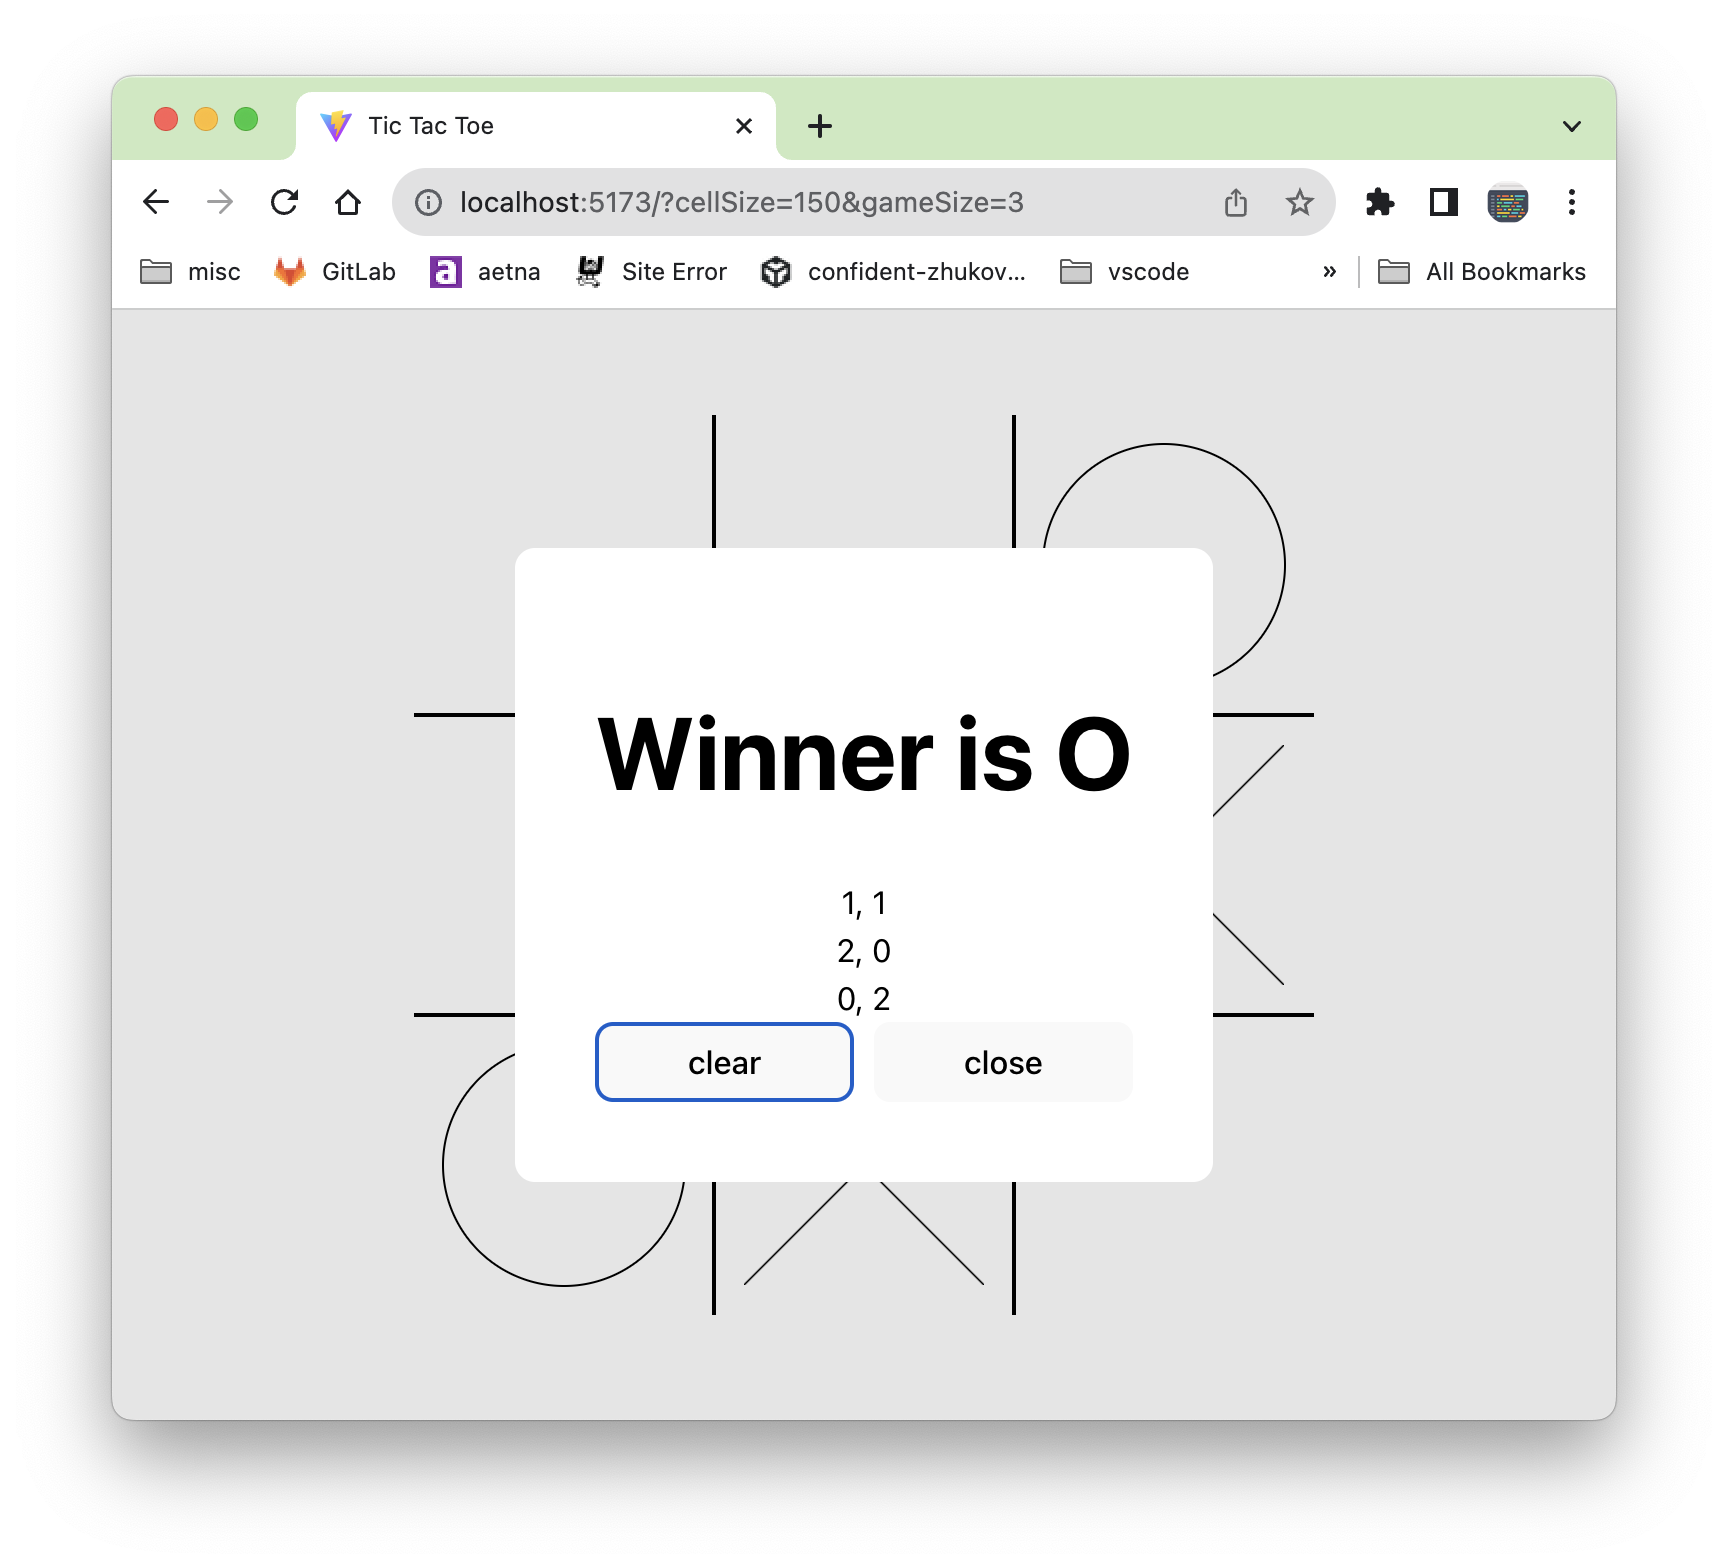 Tic Tac Toe
localhost:5173/?cellSize=150&gameSize=3
misc GitLab a aetna Site Error confident-zhukov... vscode » All Bookmarks
Winner is O
1, 1
2, 0
0, 2
clear close